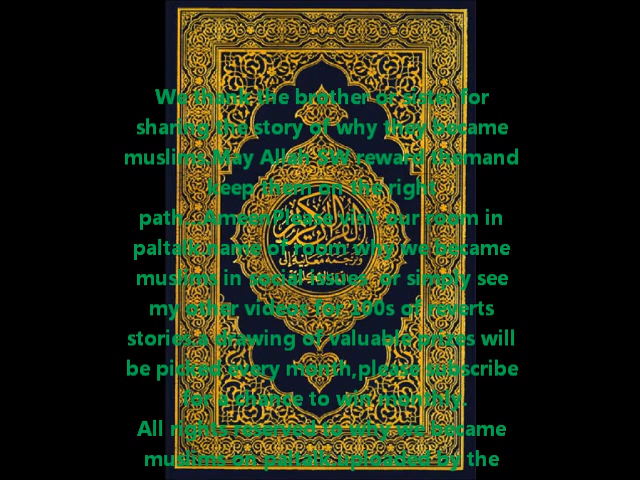 We thank the brother or sister for
sharing the story of why they became
muslims.May Allah SW reward themand
keep them on the right
path. AmeenPlease visit our room in
paltalk.name of room why we became
muslims in social issues or simply see
my other videos for 100s of reverts
القرآن الكريم
stories.a drawing of valuable prizes will
be picked every month,please subscribe
for a chance to win monthly.
All rights reserved to why we became
muslims on paltalk.uploaded by the